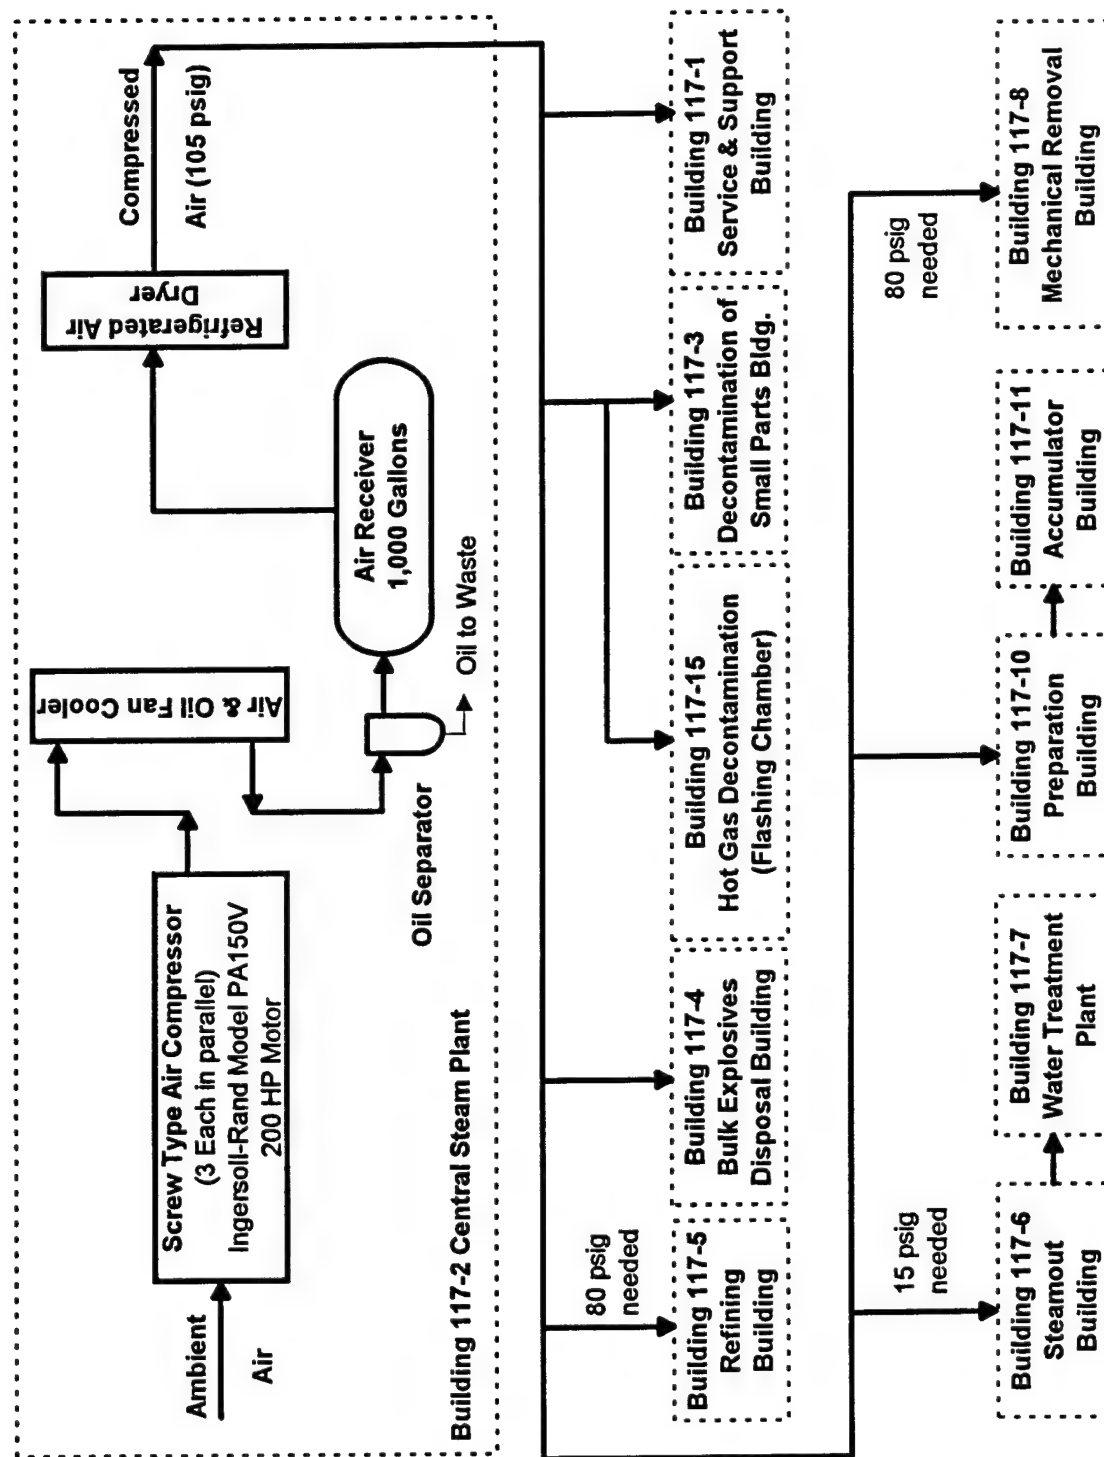 Ambient
Air
Screw Type Air Compressor
(3 Each in parallel)
Ingersoll-Rand Model PA150V
200 HP Motor
Air & Oil Fan Cooler
Oil Separator
Oil to Waste
Air Receiver
1,000 Gallons
Refrigerated Air
Dryer
Compressed
Air (105 psig)
Building 117-2 Central Steam Plant
80 psig
needed
Building 117-5
Refining
Building
Building 117-4
Bulk Explosives
Disposal Building
Building 117-15
Hot Gas Decontamination
(Flashing Chamber)
Building 117-3
Decontamination of
Small Parts Bldg.
Building 117-1
Service & Support
Building
15 psig
needed
80 psig
needed
Building 117-6
Steamout
Building
Building 117-7
Water Treatment
Plant
Building 117-10
Preparation
Building
Building 117-11
Accumulator
Building
Building 117-8
Mechanical Removal
Building